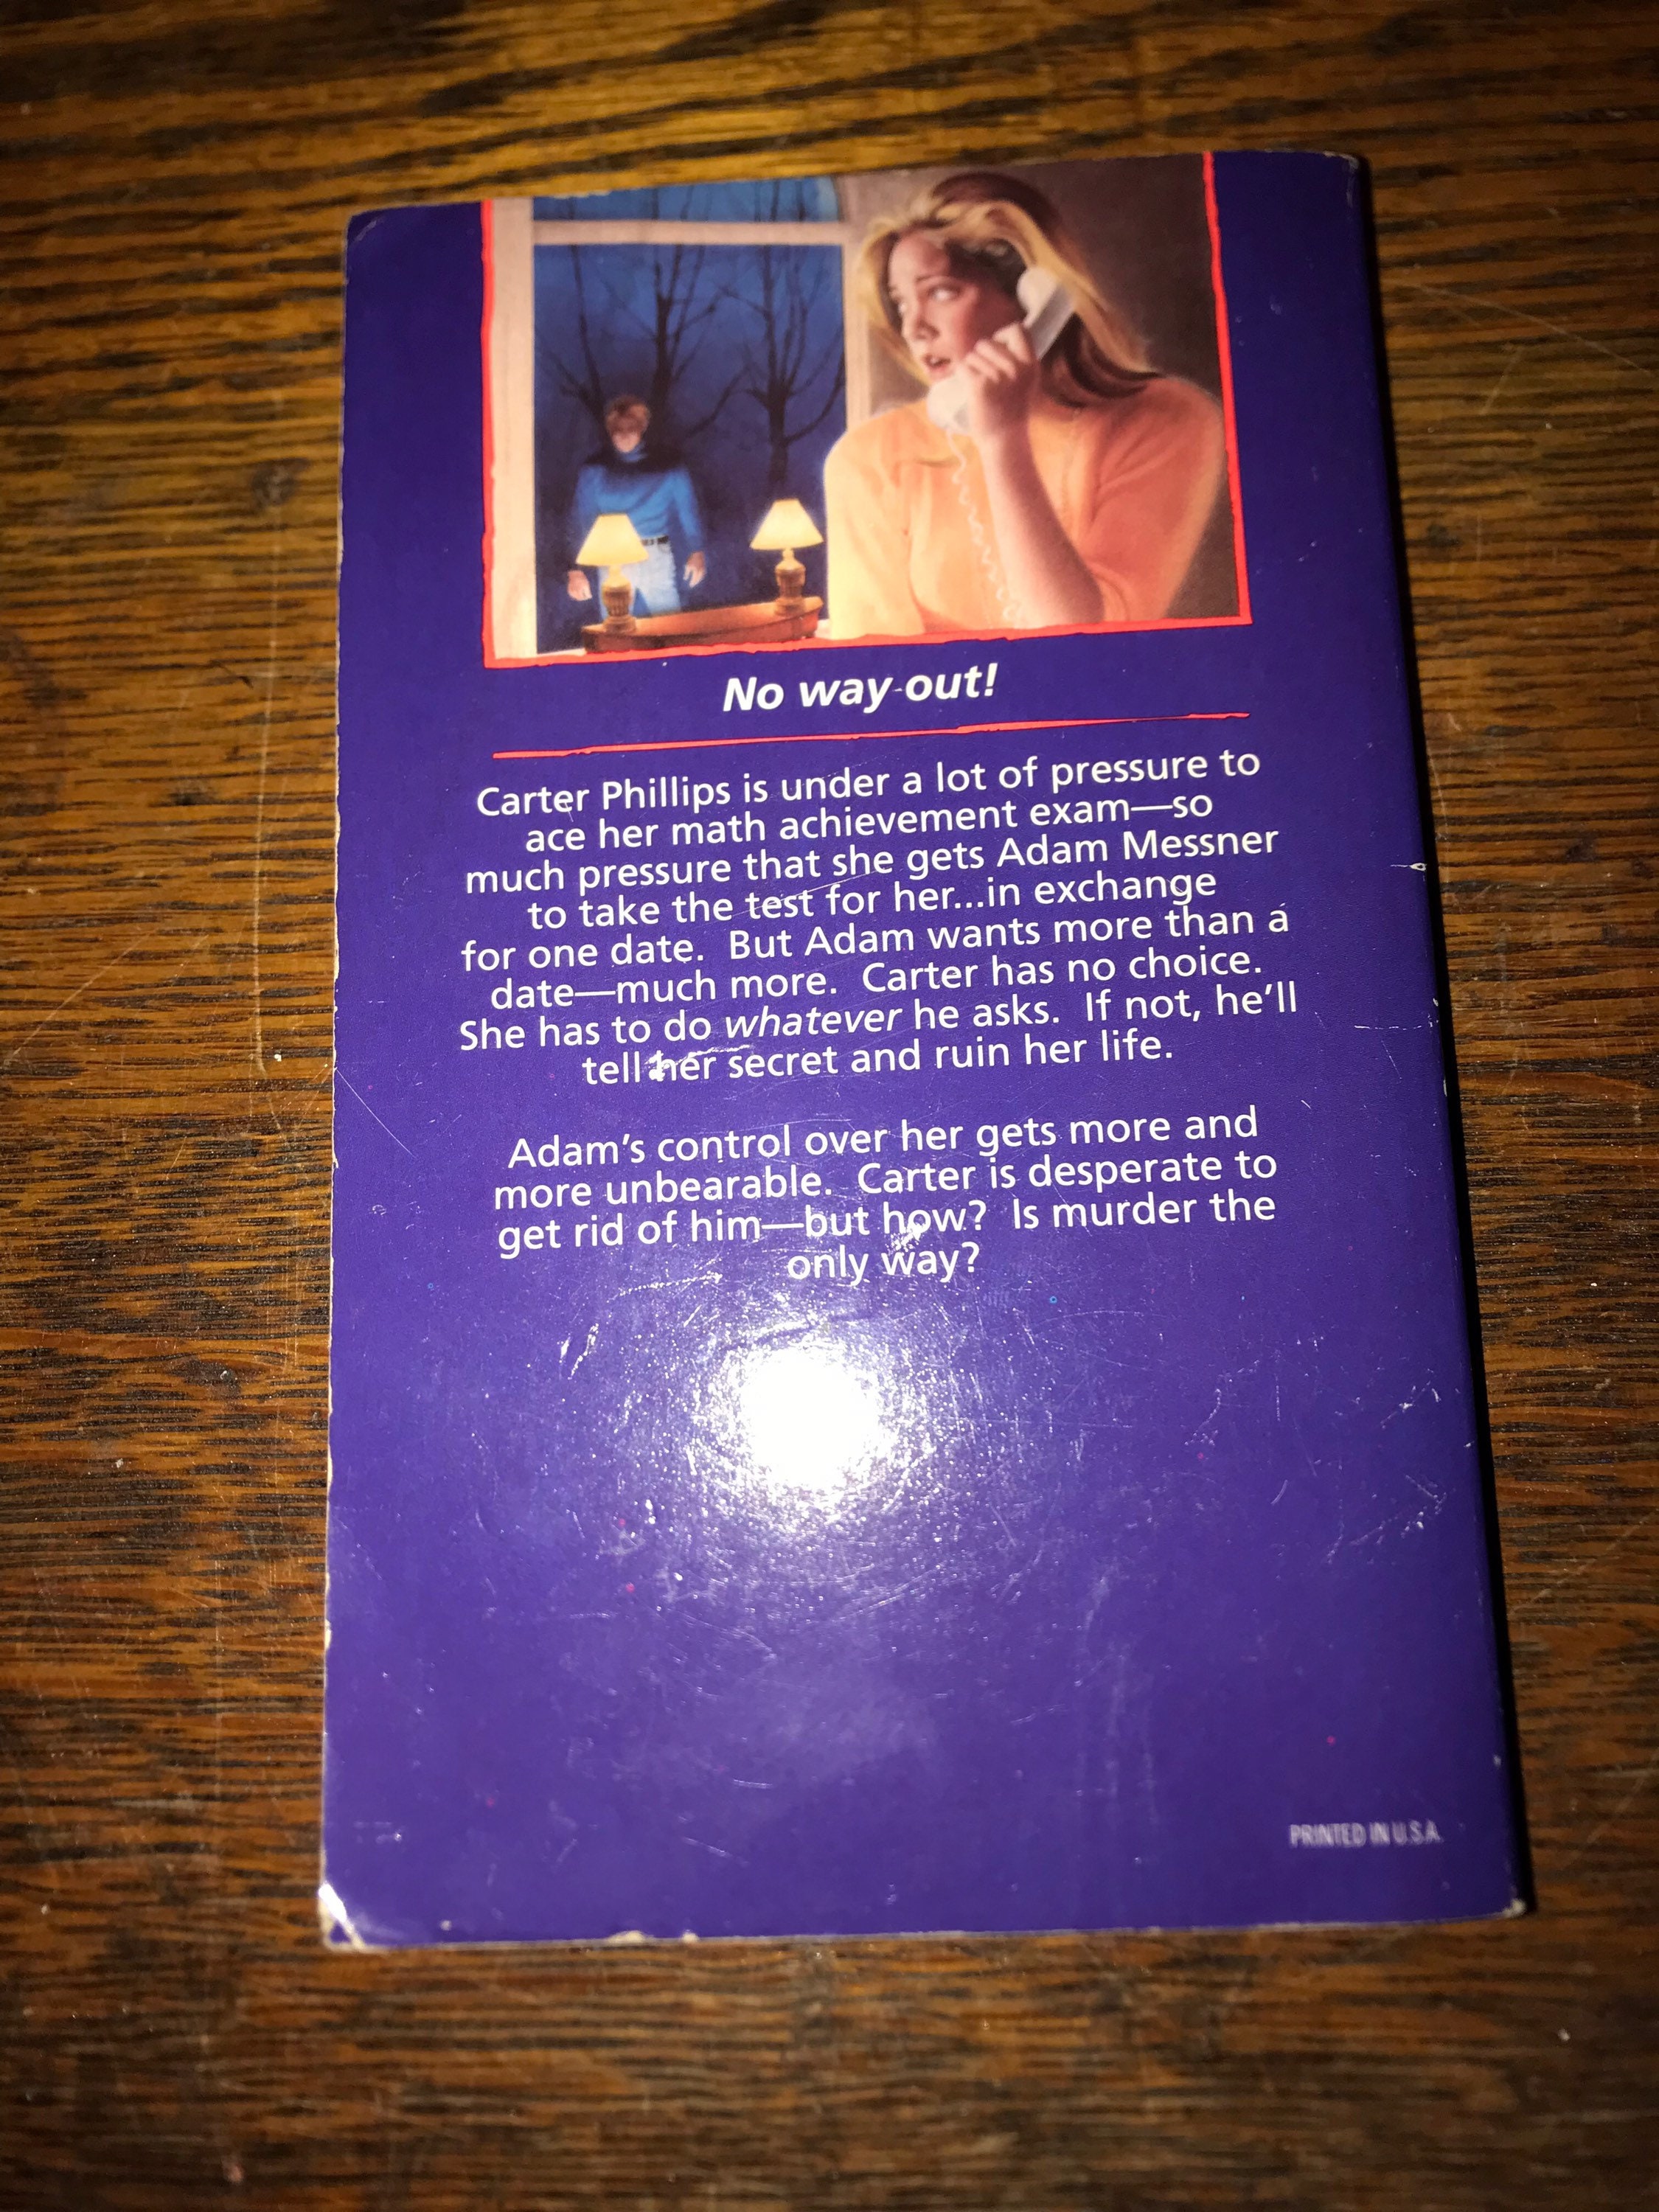 No way out!
Carter Phillips is under a lot of pressure to
ace her math achievement exam—so
much pressure that she gets Adam Messner
to take the test for her...in exchange
for one date. But Adam wants more than a
date—much more. Carter has no choice.
She has to do whatever he asks. If not, he'll
tell her secret and ruin her life.
Adam's control over her gets more and
more unbearable. Carter is desperate to
get rid of him—but how? Is murder the
only way?
PRINTED IN U.S.A.